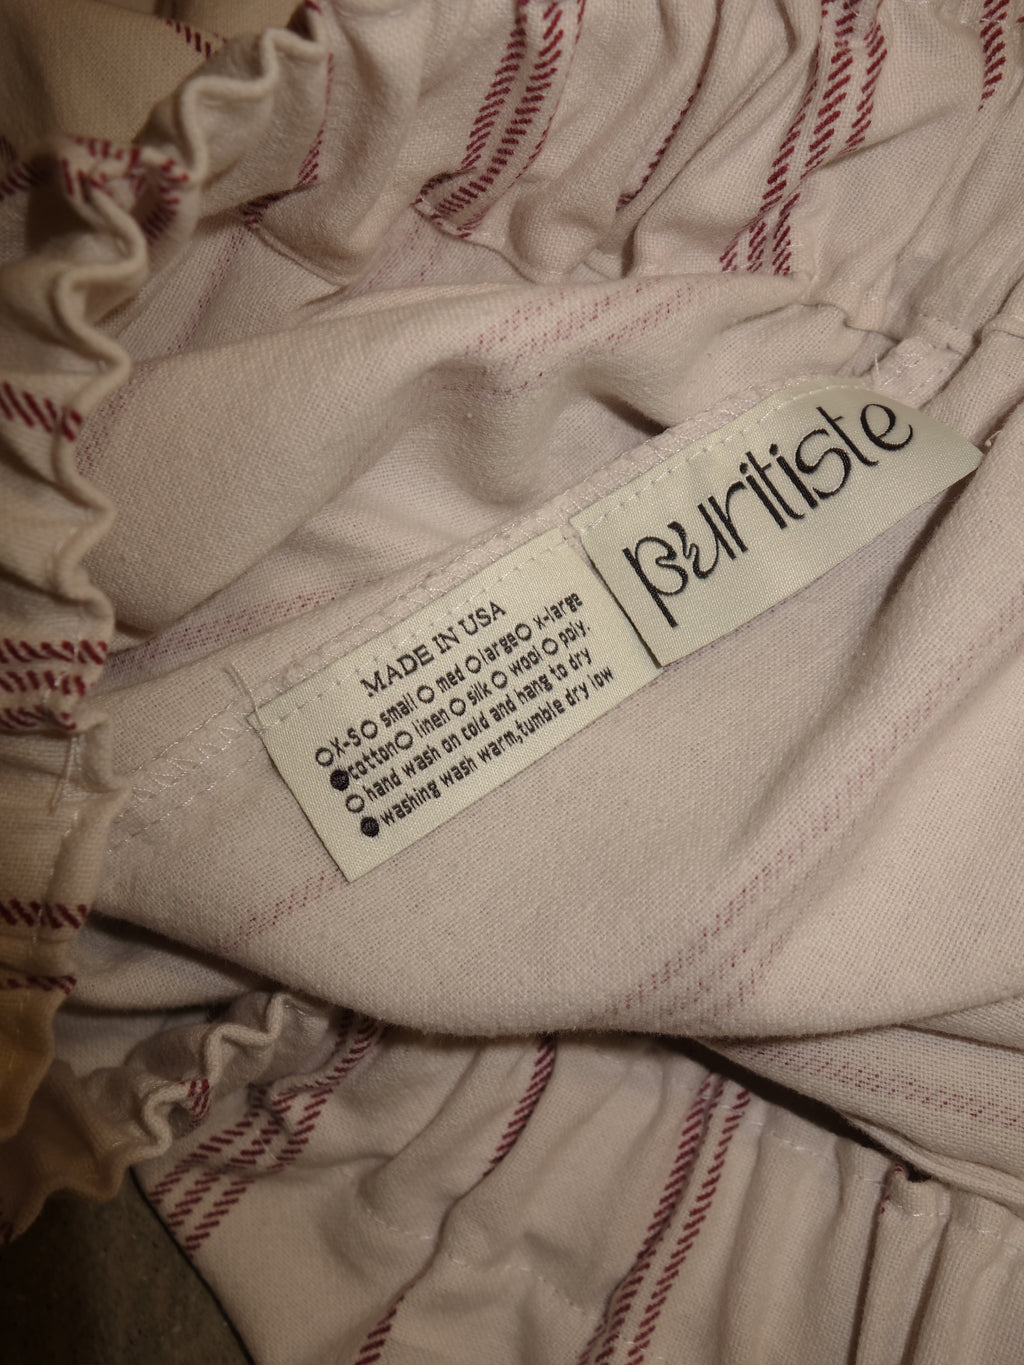 puritiste
MADE IN USA
○X-S○ small ○ med ○large○ x-large
●cotton○ linen ○ silk ○ wool ○ poly.
○ hand wash on cold and hang to dry
● washing wash warm,tumble dry low